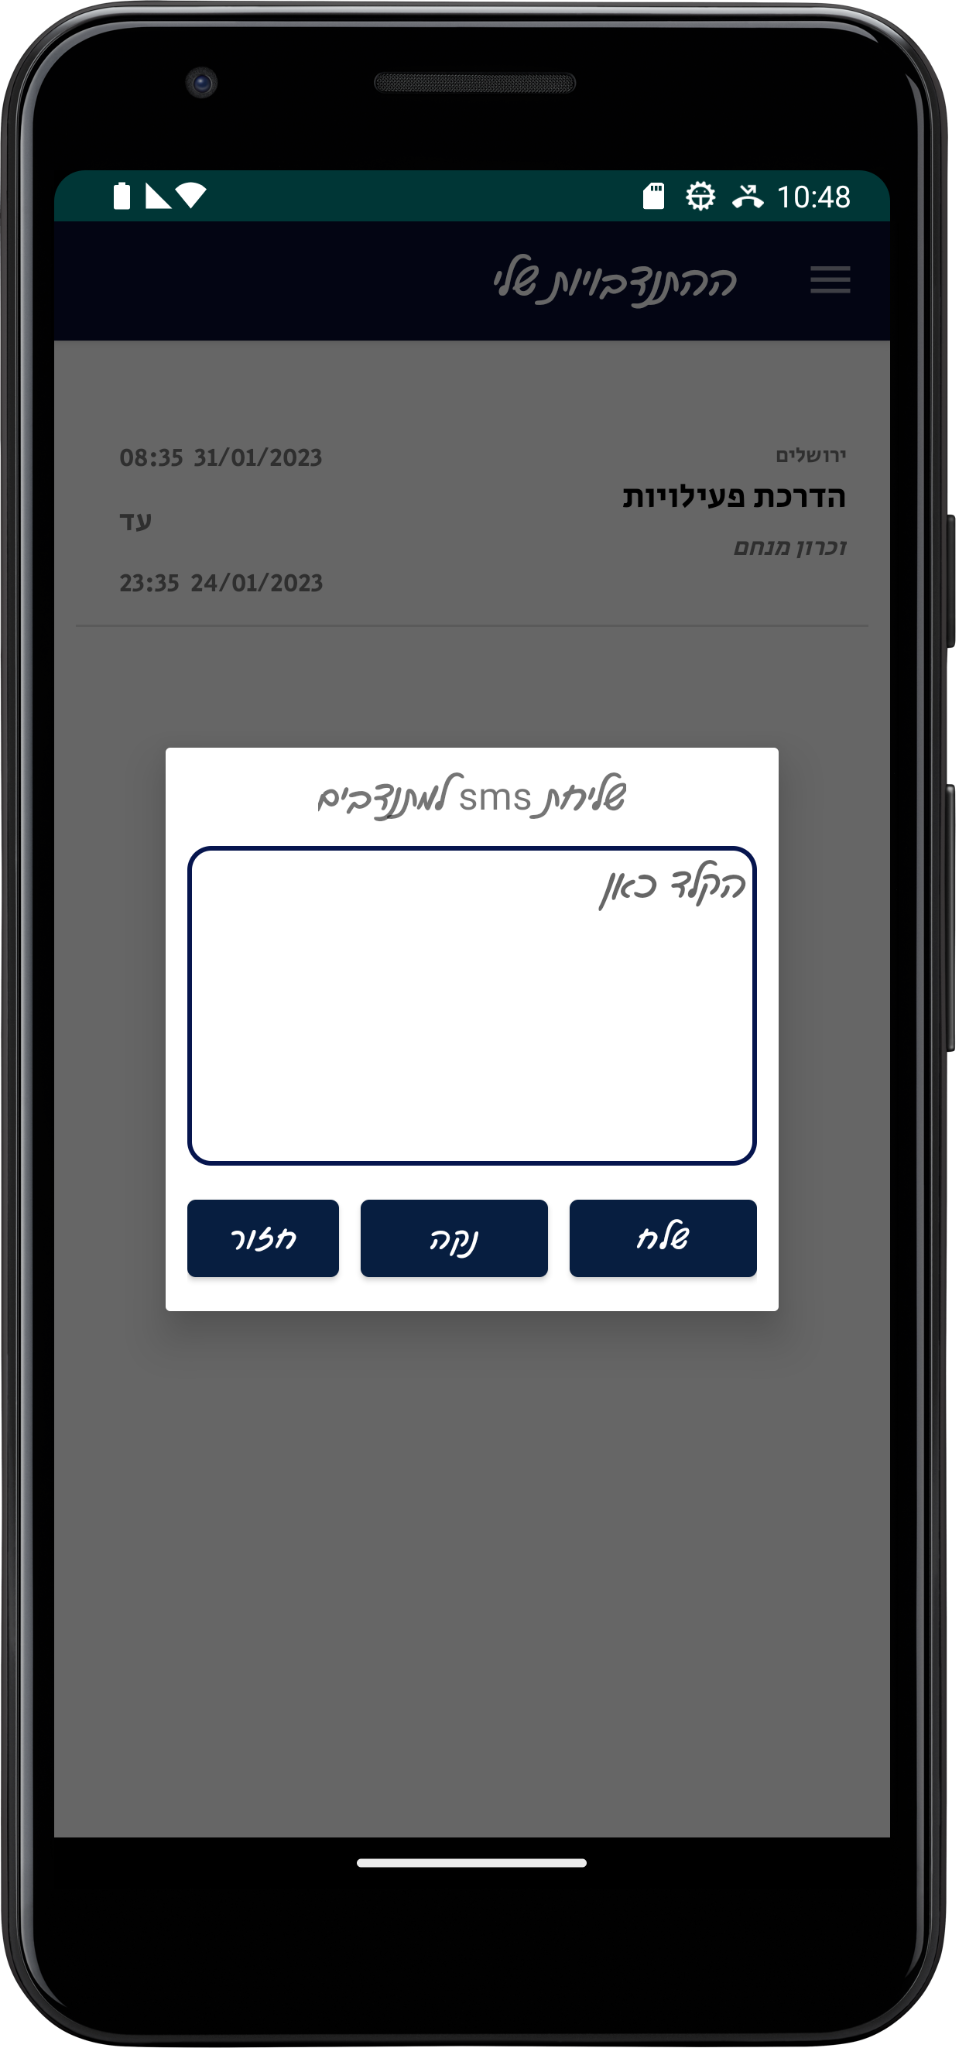 10:48
ההתנדבויות שלי
ירושלים
הדרכת פעילויות
זכרון מנחם
08:35 31/01/2023
עד
23:35 24/01/2023
שליחת sms למתנדבים
הקלד כאן
שלח
נקה
חזור